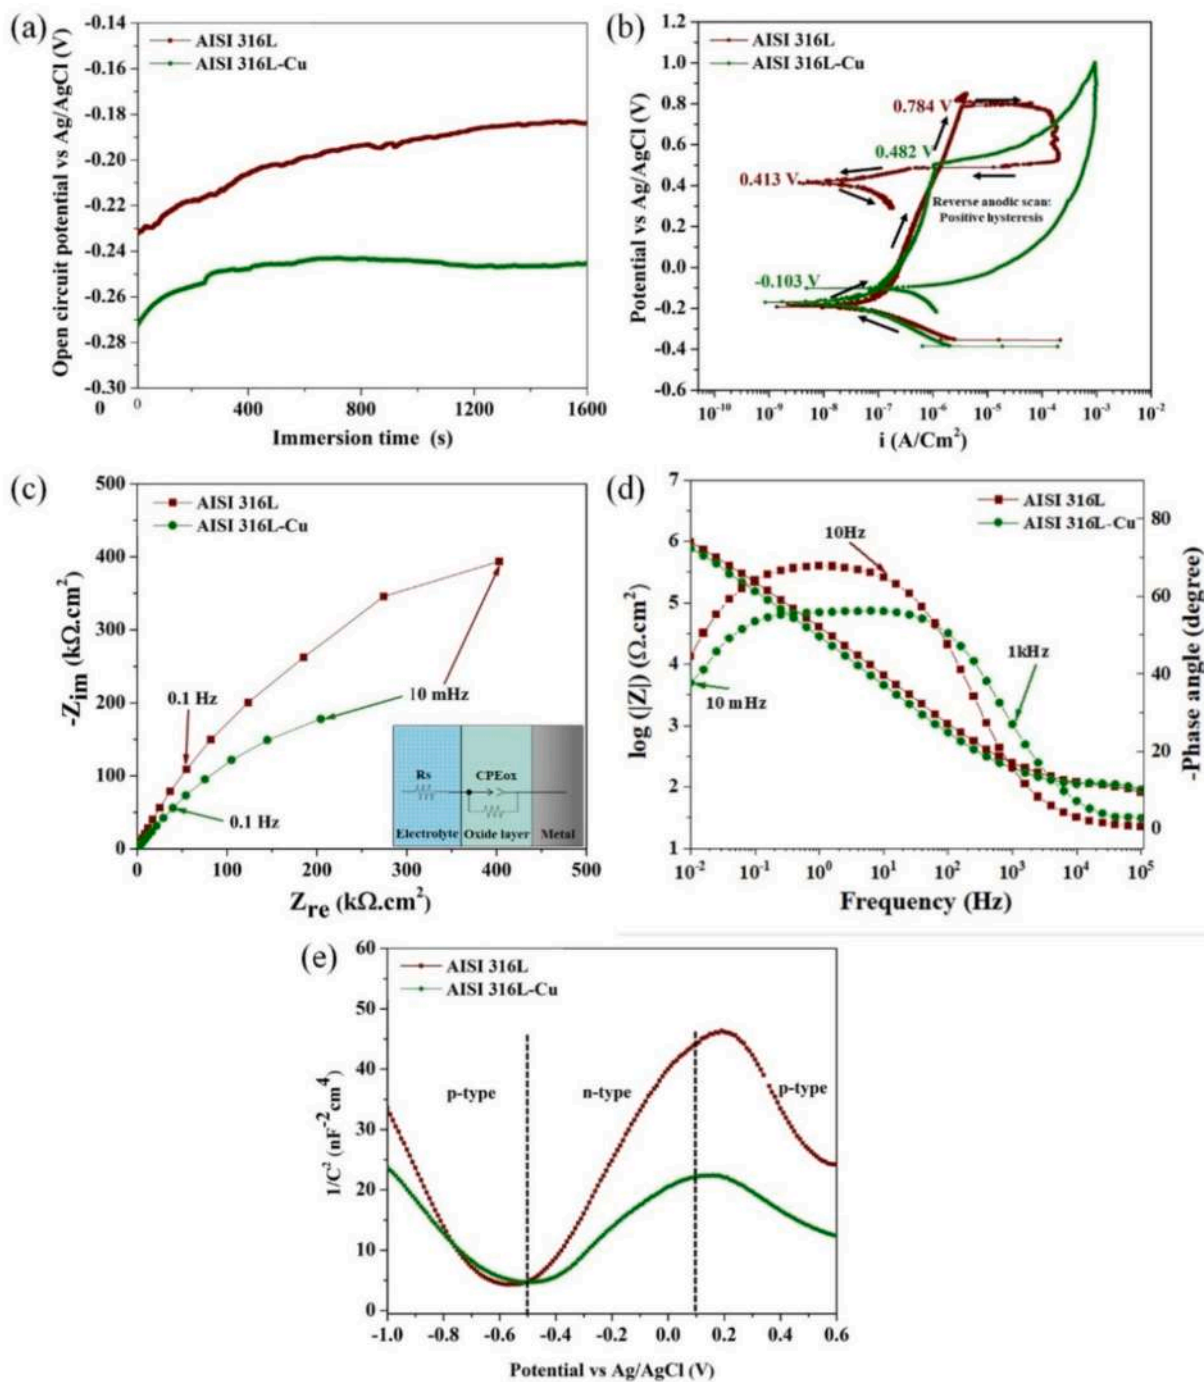 (a)
AISI 316L
AISI 316L-Cu
Open circuit potential vs Ag/AgCl (V)
-0.14
-0.16
-0.18
-0.20
-0.22
-0.24
-0.26
-0.28
-0.30
0
0 400 800 1200 1600
Immersion time (s)
(b)
AISI 316L
AISI 316L-Cu
Potential vs Ag/AgCl (V)
1.2
1.0
0.8
0.6
0.4
0.2
0.0
-0.2
-0.4
-0.6
0.784 V
0.482 V
0.413 V
Reverse anodic scan:
Positive hysteresis
-0.103 V
10⁻¹⁰ 10⁻⁹ 10⁻⁸ 10⁻⁷ 10⁻⁶ 10⁻⁵ 10⁻⁴ 10⁻³ 10⁻²
i (A/Cm²)
(c)
AISI 316L
AISI 316L-Cu
-Zim (kΩ.cm²)
500
400
300
200
100
0
0.1 Hz
10 mHz
0.1 Hz
Rs
CPEox
Electrolyte
Oxide layer
Metal
0 100 200 300 400 500
Zre (kΩ.cm²)
(d)
AISI 316L
AISI 316L-Cu
log (|Z|) (Ω.cm²)
7
6
5
4
3
2
1
10Hz
1kHz
10 mHz
80
60
40
20
0
-Phase angle (degree)
10⁻² 10⁻¹ 10⁰ 10¹ 10² 10³ 10⁴ 10⁵
Frequency (Hz)
(e)
AISI 316L
AISI 316L-Cu
1/C² (nF⁻²cm⁴)
60
50
40
30
20
10
0
p-type
n-type
p-type
-1.0 -0.8 -0.6 -0.4 -0.2 0.0 0.2 0.4 0.6
Potential vs Ag/AgCl (V)